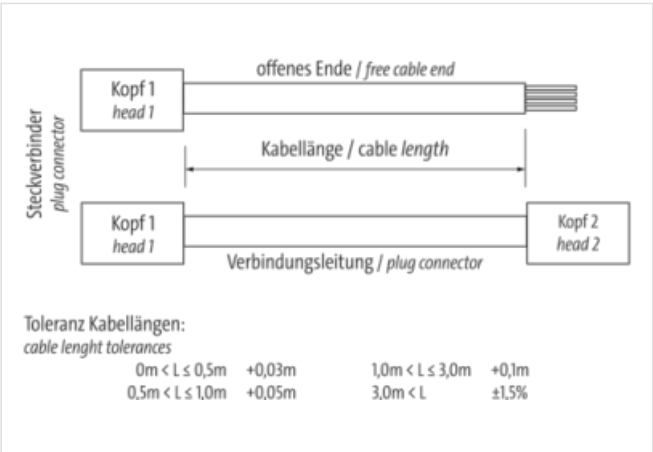 offenes Ende / free cable end
Kopf 1
head 1
Steckverbinder
plug connector
Kabellänge / cable length
Kopf 1
head 1
Kopf 2
head 2
Verbindungsleitung / plug connector
Toleranz Kabellängen:
cable lenght tolerances
0m < L ≤ 0,5m +0,03m 1,0m < L ≤ 3,0m +0,1m
0,5m < L ≤ 1,0m +0,05m 3,0m < L ±1,5%